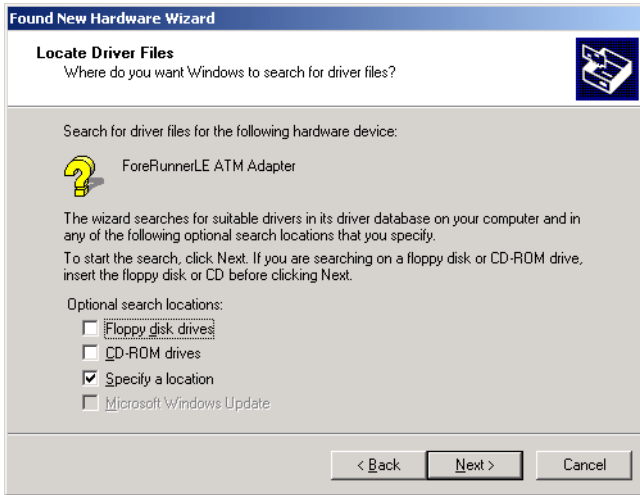 Found New Hardware Wizard
Locate Driver Files
Where do you want Windows to search for driver files?
Search for driver files for the following hardware device:
ForeRunnerLE ATM Adapter
The wizard searches for suitable drivers in its driver database on your computer and in
any of the following optional search locations that you specify.
To start the search, click Next. If you are searching on a floppy disk or CD-ROM drive,
insert the floppy disk or CD before clicking Next.
Optional search locations:
Floppy disk drives
CD-ROM drives
Specify a location
Microsoft Windows Update
< Back Next > Cancel